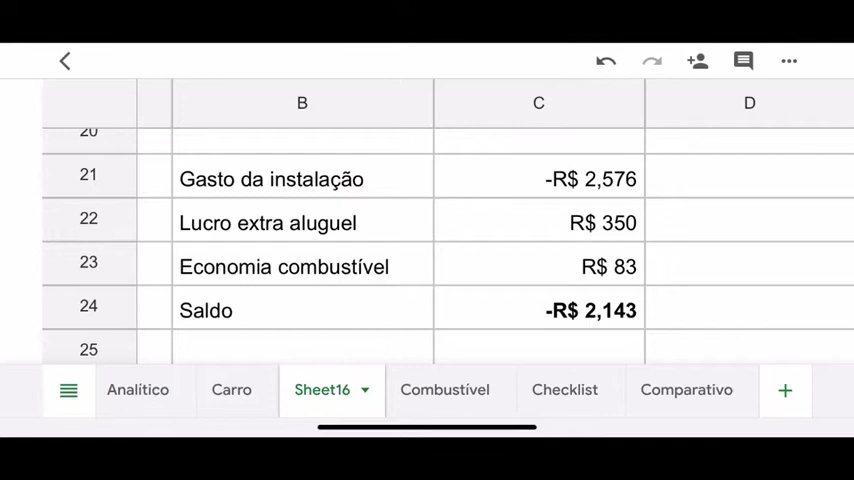 B C D
20
21 Gasto da instalação -R$ 2,576
22 Lucro extra aluguel R$ 350
23 Economia combustível R$ 83
24 Saldo -R$ 2,143
25
Analítico Carro Sheet16 Combustível Checklist Comparativo